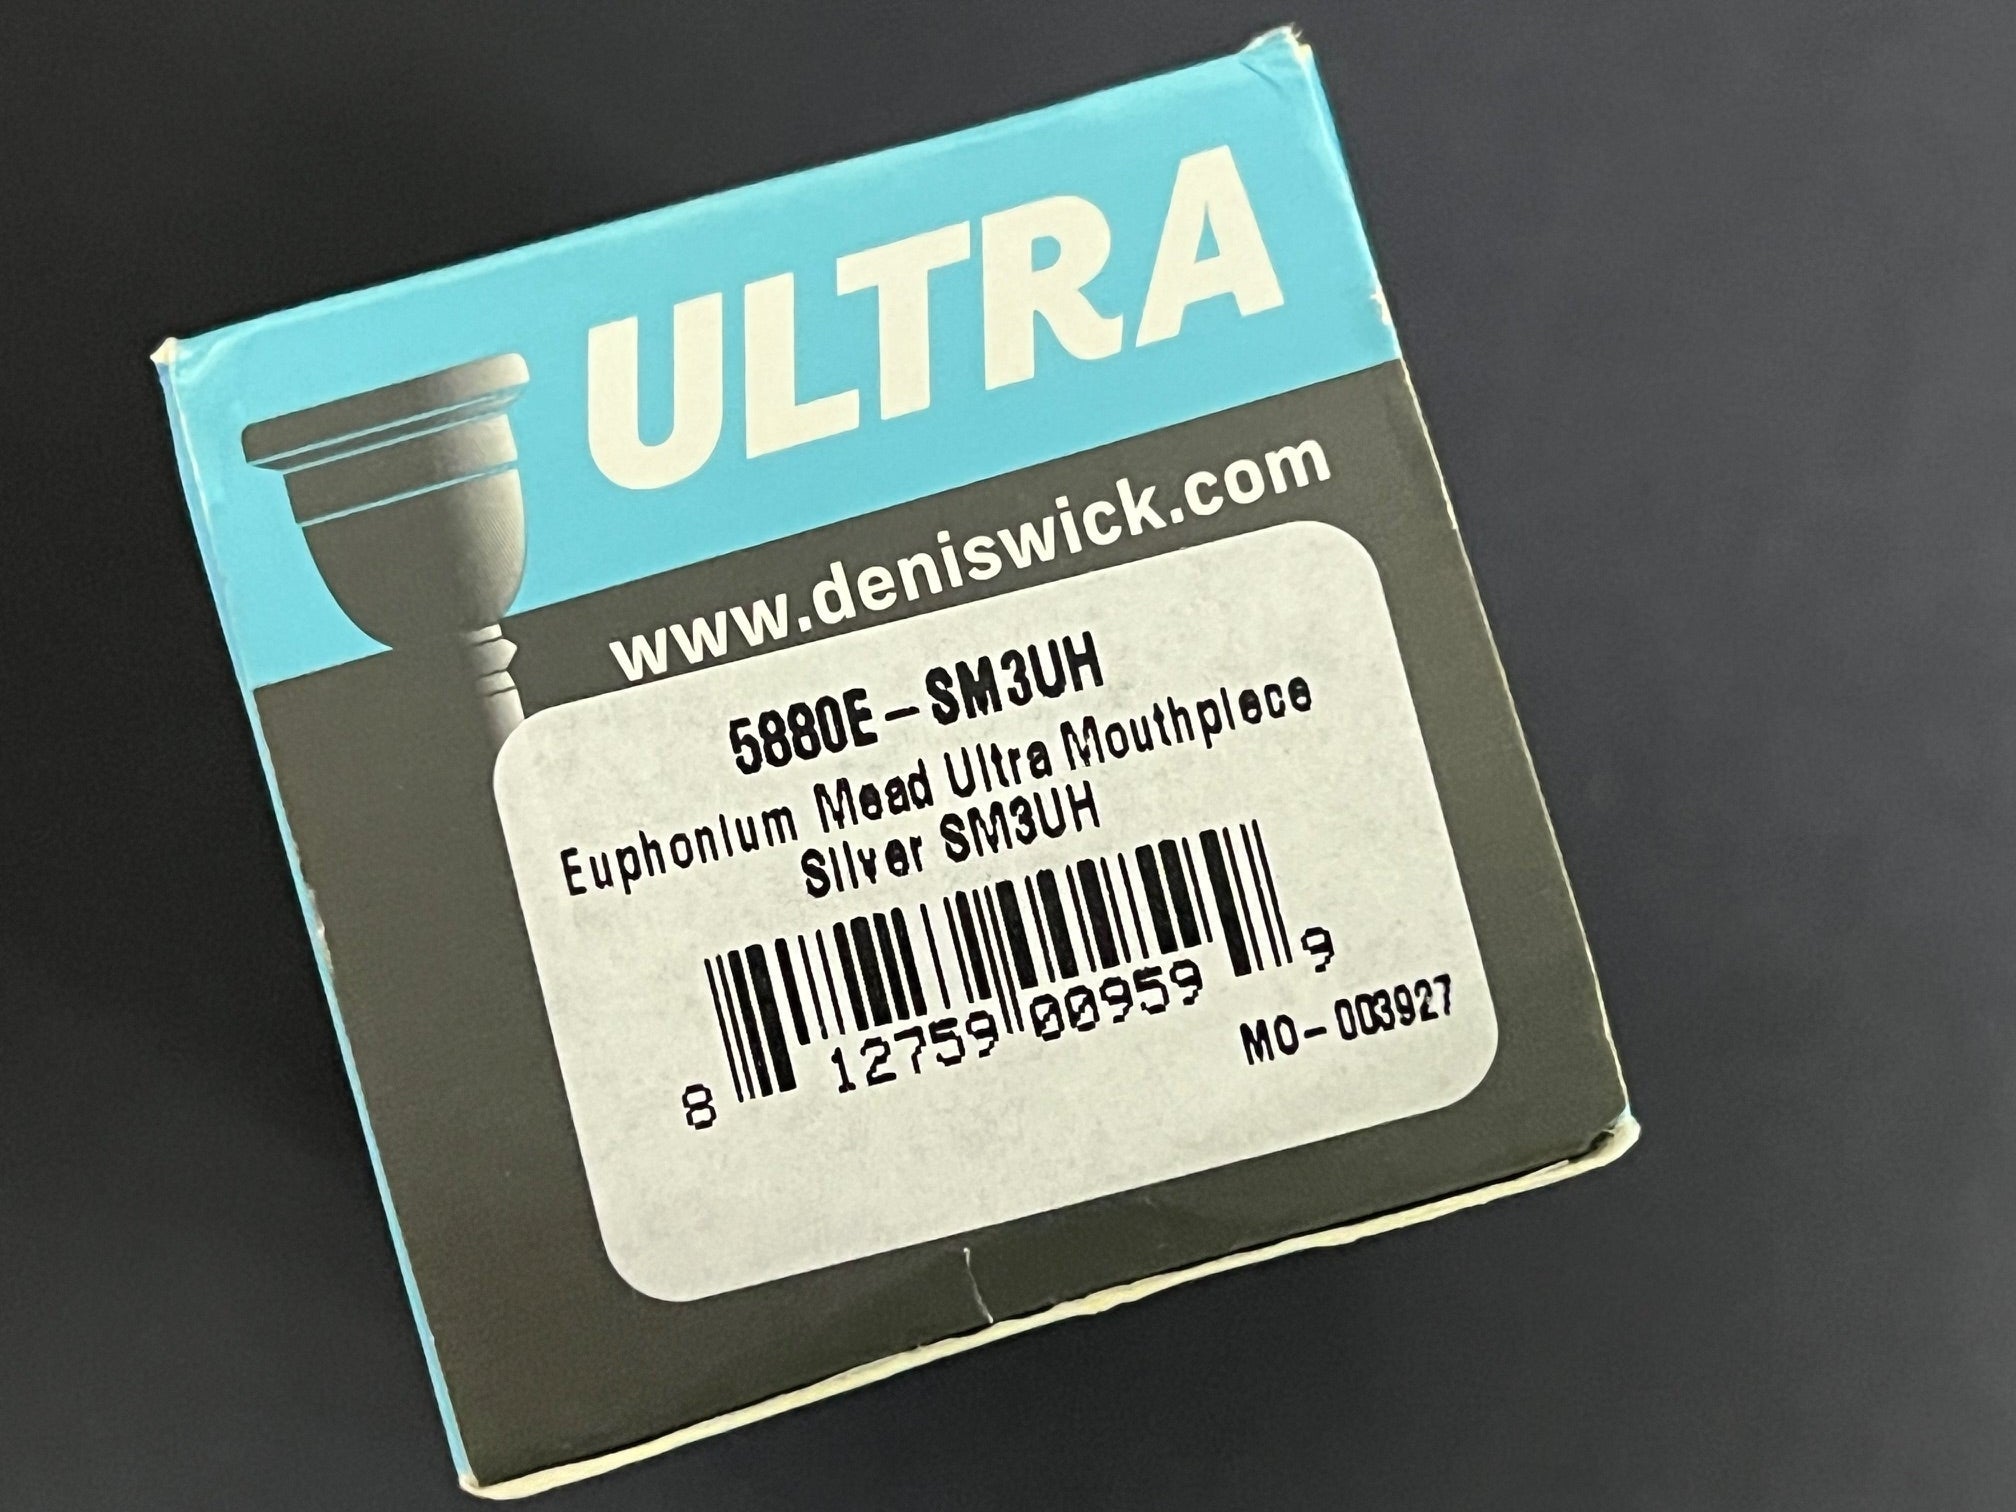 ULTRA
www.deniswick.com
5880E-SM3UH
Euphonium Mead Ultra Mouthpiece
Silver SM3UH
8 12759 00959 9
MO-003927